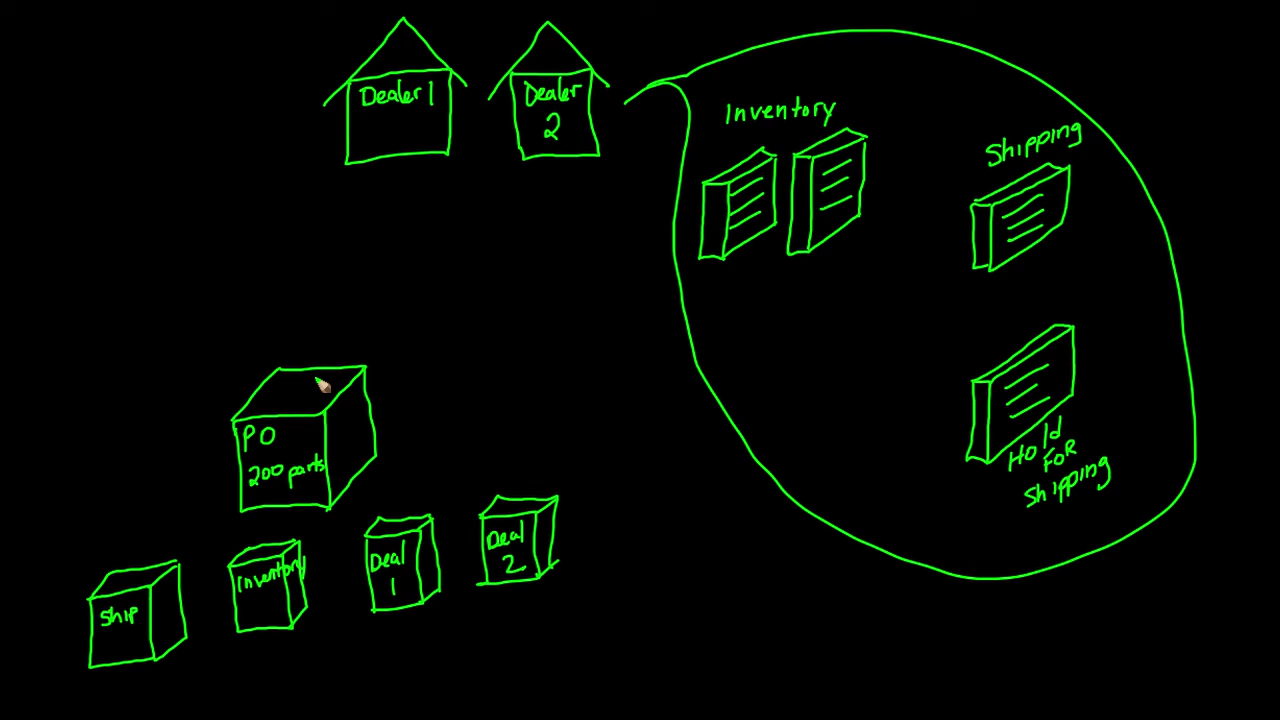 Dealer 1
Dealer
2
Inventory
Shipping
PO
200 parts
Hold
FOR
Shipping
Ship
Inventory
Deal
1
Deal
2